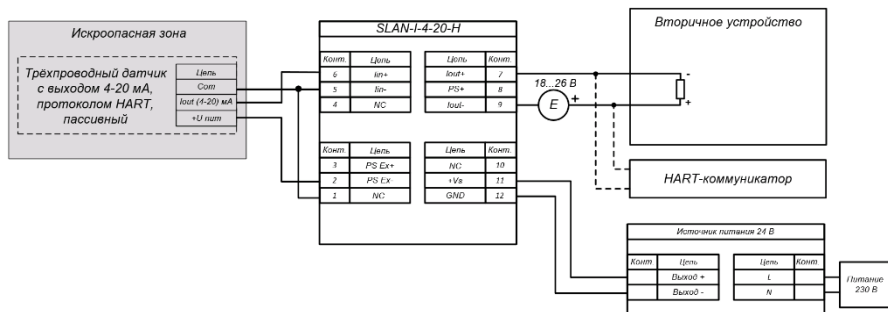 Искроопасная зона
Трёхпроводный датчик
с выходом 4-20 мА,
протоколом HART,
пассивный
Цепь
Com
Iout (4-20) мА
+U пит
SLAN-I-4-20-H
Конт. Цепь Цепь Конт.
6 Iin+ Iout+ 7
5 Iin- PS+ 8
4 NC Iout- 9
Конт. Цепь Цепь Конт.
3 PS Ex+ NC 10
2 PS Ex- +Vs 11
1 NC GND 12
18...26 В
E
+
Вторичное устройство
-
+
HART-коммуникатор
Источник питания 24 В
Конт Цепь Цепь Конт
Выход + L
Выход - N
Питание
230 В